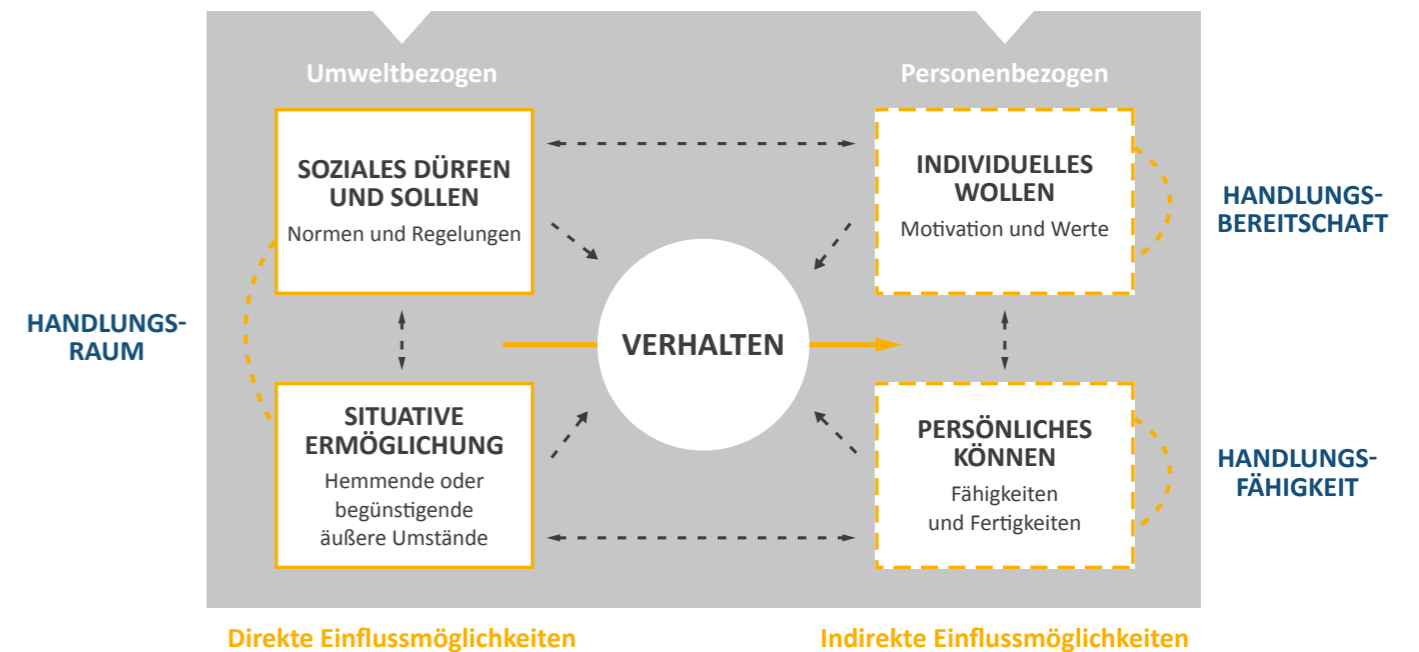 Umweltbezogen
Personenbezogen
SOZIALES DÜRFEN
UND SOLLEN
Normen und Regelungen
INDIVIDUELLES
WOLLEN
Motivation und Werte
HANDLUNGS-
BEREITSCHAFT
HANDLUNGS-
RAUM
VERHALTEN
SITUATIVE
ERMÖGLICHUNG
Hemmende oder
begünstigende
äußere Umstände
PERSÖNLICHES
KÖNNEN
Fähigkeiten
und Fertigkeiten
HANDLUNGS-
FÄHIGKEIT
Direkte Einflussmöglichkeiten
Indirekte Einflussmöglichkeiten